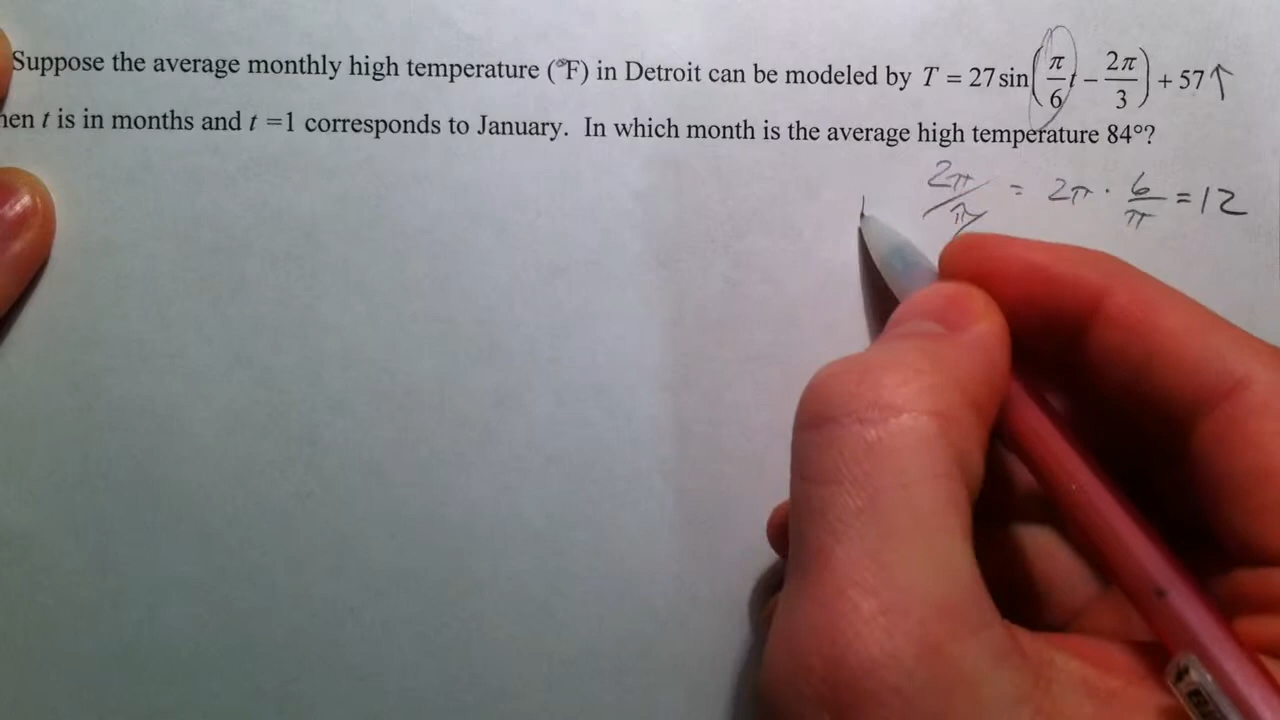 Suppose the average monthly high temperature (°F) in Detroit can be modeled by T = 27 sin(π/6 t − 2π/3) + 57 ↑
hen t is in months and t =1 corresponds to January. In which month is the average high temperature 84°?
2π/π = 2π · 6/π = 12